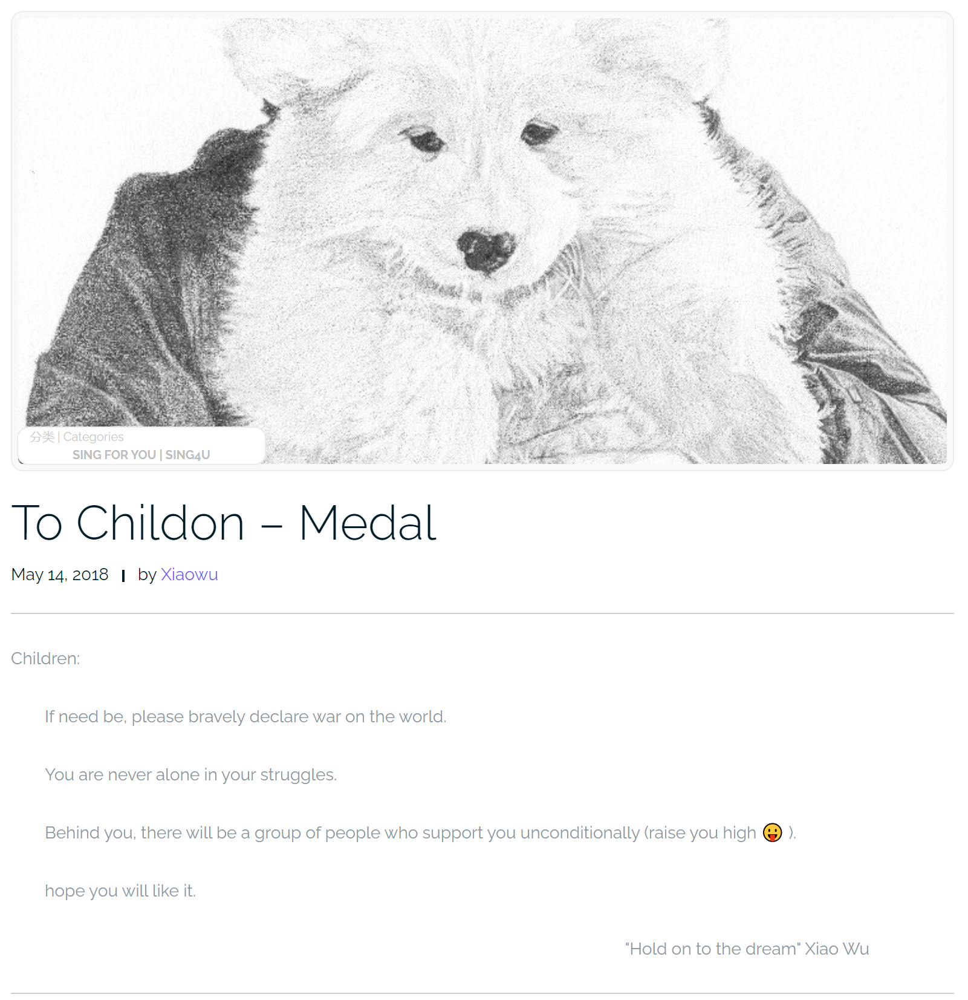 分类 | Categories
SING FOR YOU | SING4U
To Childon – Medal
May 14, 2018 | by Xiaowu
Children:
If need be, please bravely declare war on the world.
You are never alone in your struggles.
Behind you, there will be a group of people who support you unconditionally (raise you high 😛 ).
hope you will like it.
"Hold on to the dream" Xiao Wu